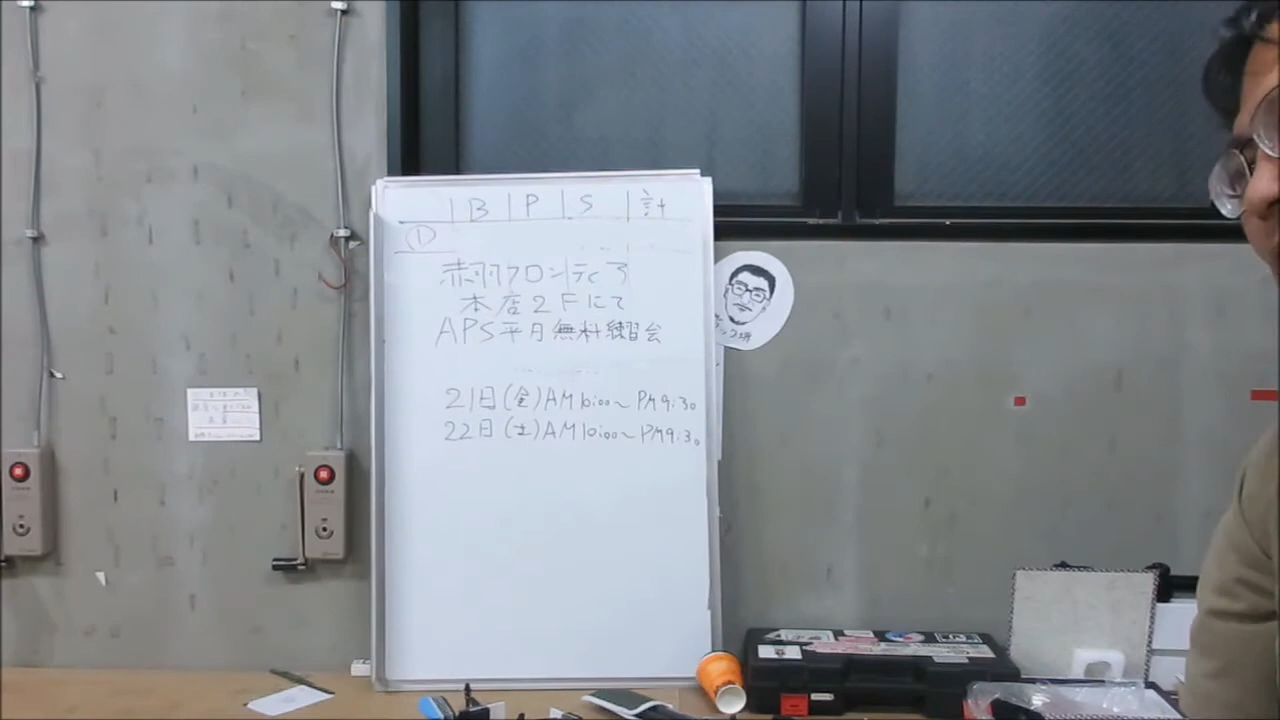 B P S 計
①
赤羽フロンティア
本店2Fにて
APS平月無料練習会
21日(金)AM10:00~PM9:30
22日(土)AM10:00~PM9:30